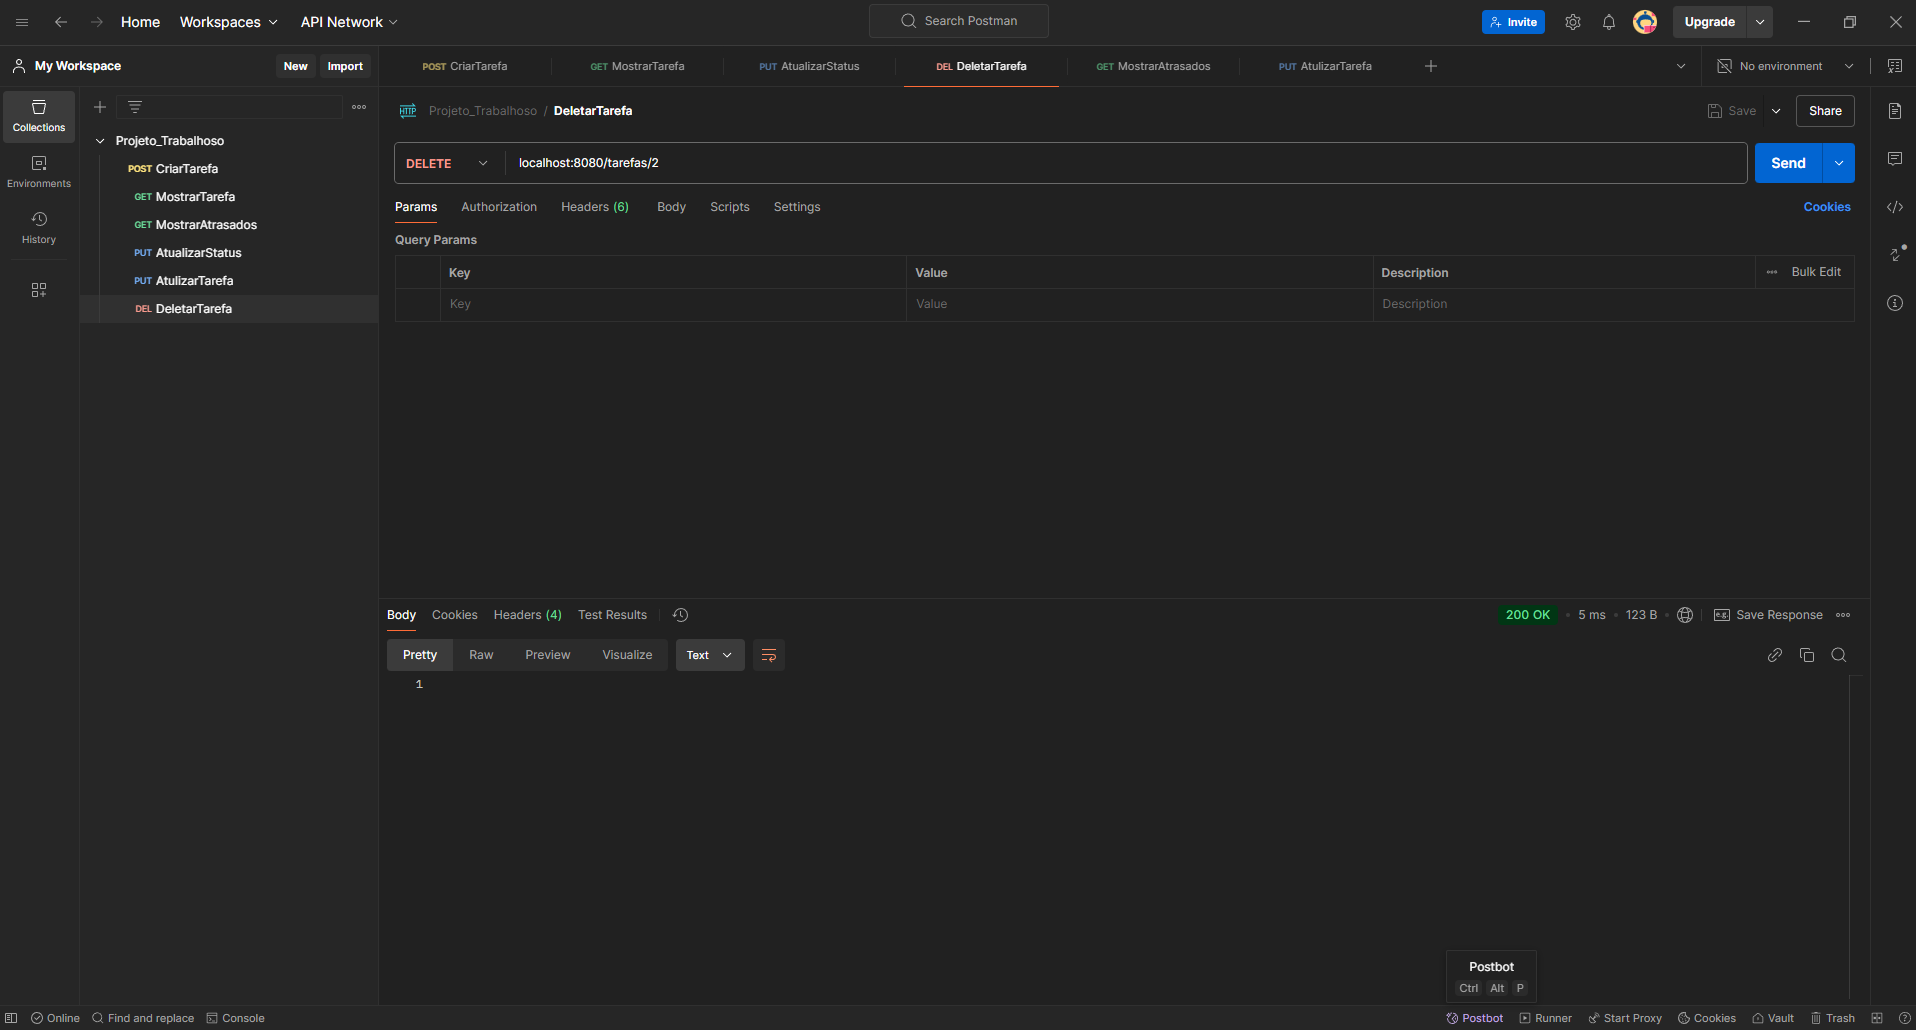 Home Workspaces API Network Search Postman Invite Upgrade
My Workspace New Import POST CriarTarefa GET MostrarTarefa PUT AtualizarStatus DEL DeletarTarefa GET MostrarAtrasados PUT AtulizarTarefa No environment
Collections
Environments
History
Projeto_Trabalhoso
POST CriarTarefa
GET MostrarTarefa
GET MostrarAtrasados
PUT AtualizarStatus
PUT AtulizarTarefa
DEL DeletarTarefa
HTTP Projeto_Trabalhoso / DeletarTarefa Save Share
DELETE localhost:8080/tarefas/2 Send
Params Authorization Headers (6) Body Scripts Settings Cookies
Query Params
Key Value Description Bulk Edit
Key Value Description
Body Cookies Headers (4) Test Results 200 OK 5 ms 123 B e.g. Save Response
Pretty Raw Preview Visualize Text
1
Postbot
Ctrl Alt P
Online Find and replace Console Postbot Runner Start Proxy Cookies Vault Trash